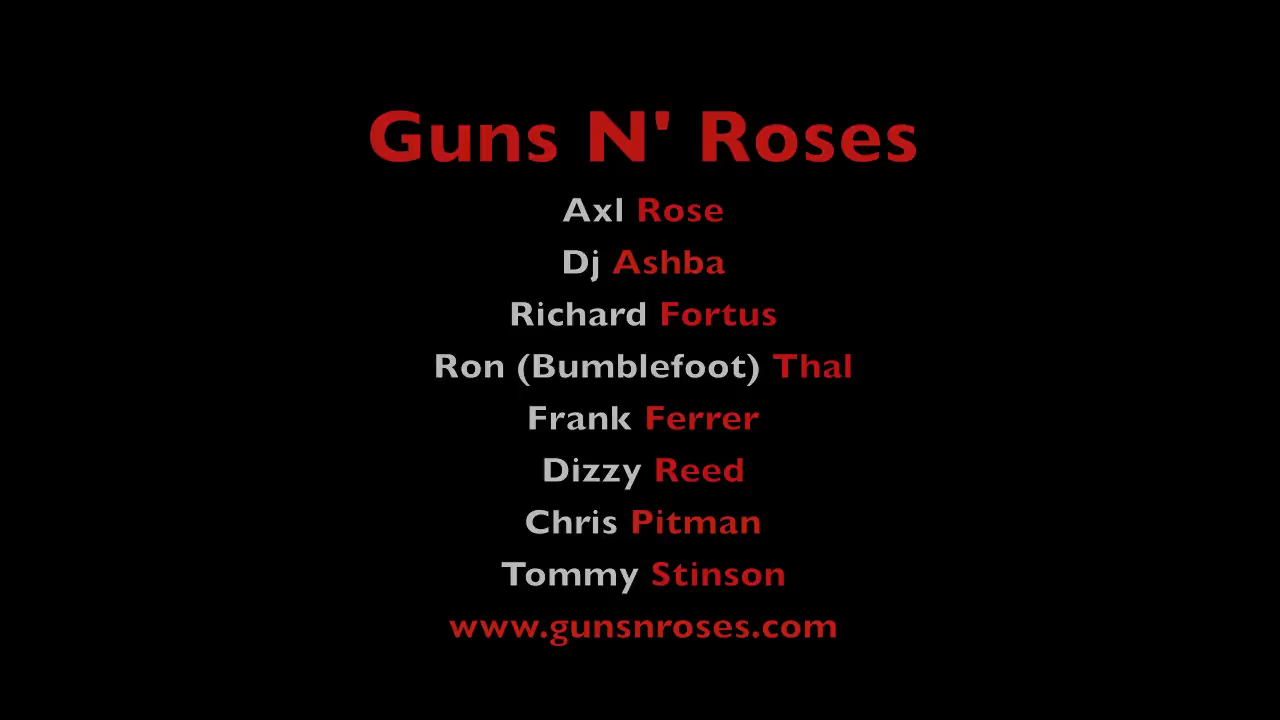 Guns N' Roses
Axl Rose
Dj Ashba
Richard Fortus
Ron (Bumblefoot) Thal
Frank Ferrer
Dizzy Reed
Chris Pitman
Tommy Stinson
www.gunsnroses.com